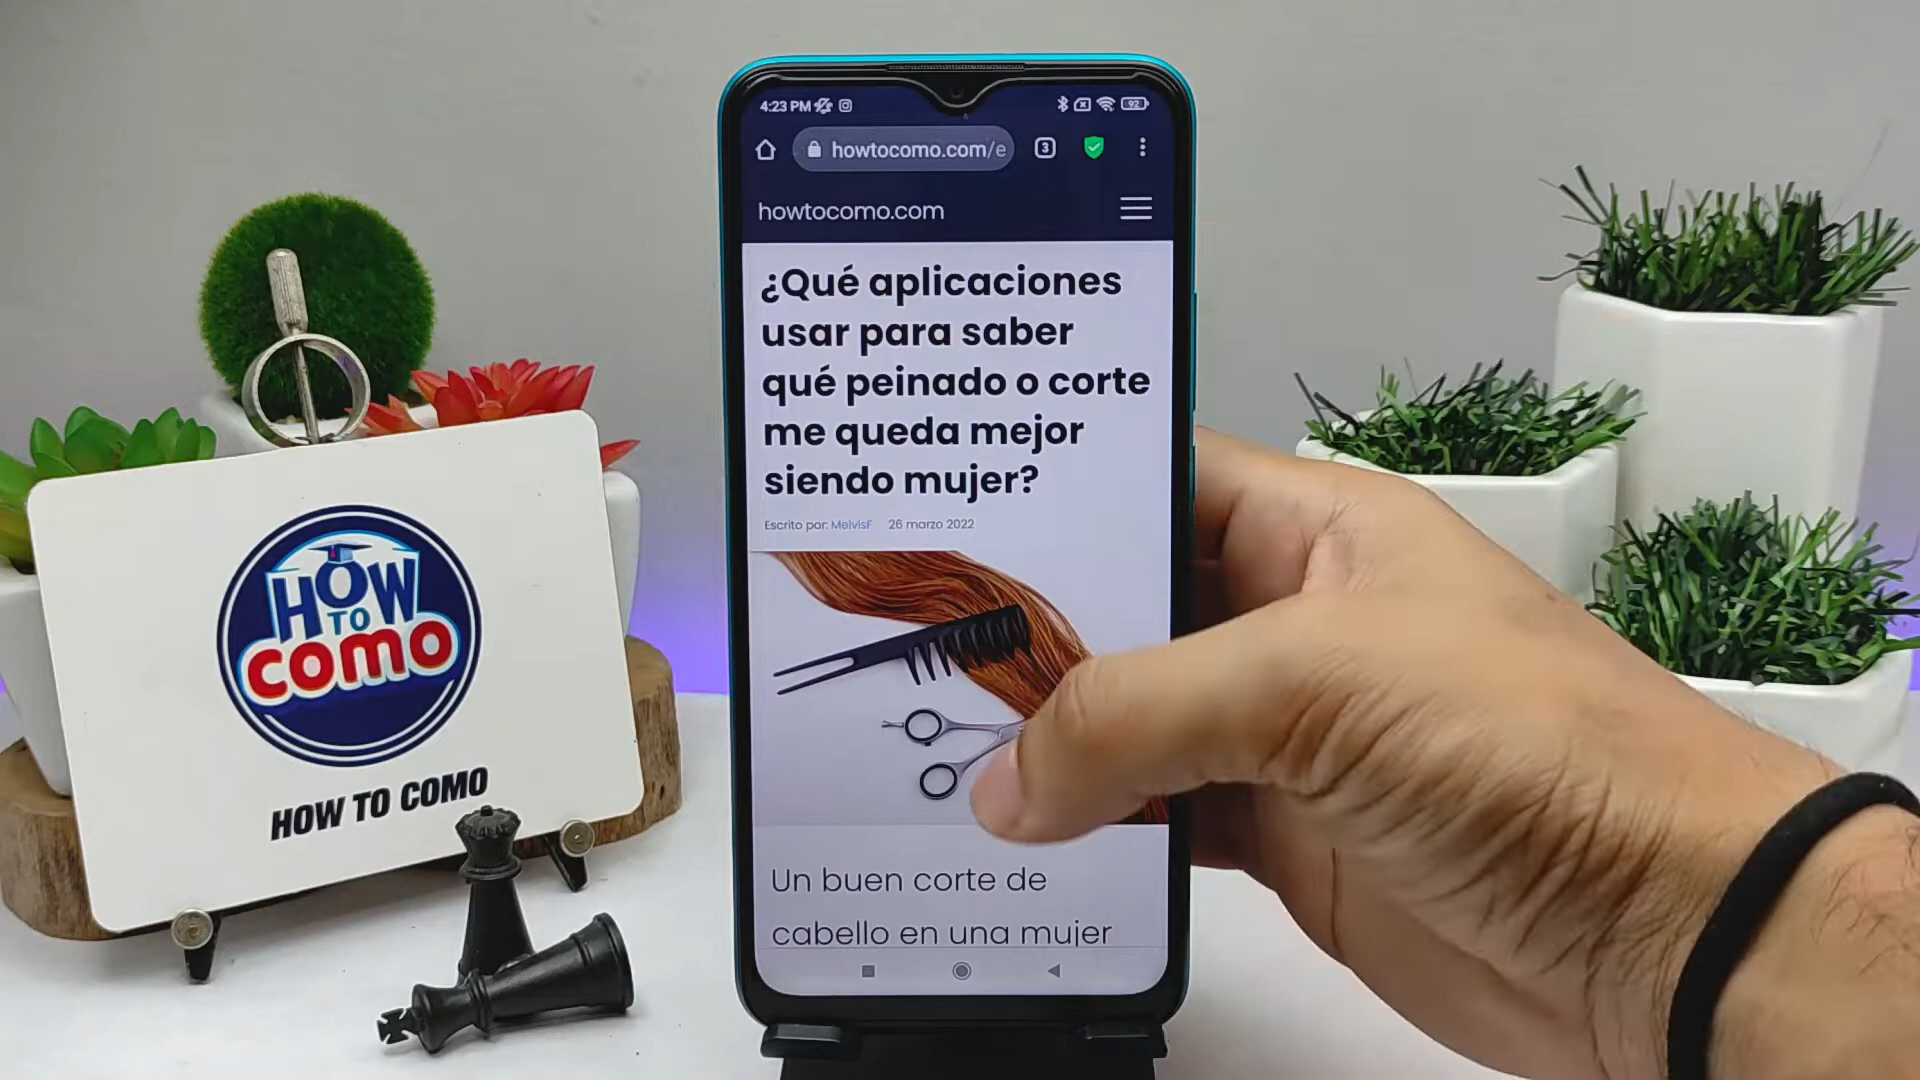 HOW
TO
como
HOW TO COMO
4:23 PM
92
howtocomo.com/e
3
howtocomo.com
¿Qué aplicaciones
usar para saber
qué peinado o corte
me queda mejor
siendo mujer?
Escrito por: MelvisF 26 marzo 2022
Un buen corte de
cabello en una mujer